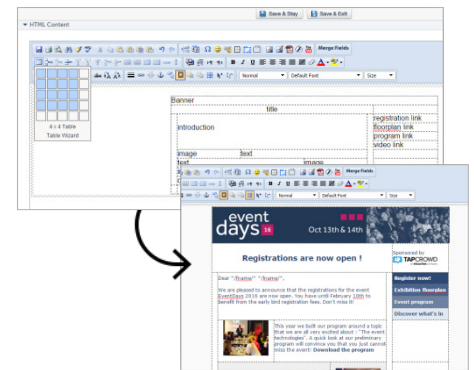 Save & Stay Save & Exit
HTML Content
Merge Fields
Normal Default Font Size
4 x 4 Table
Table Wizard
Banner
title
introduction
registration link
floorplan link
program link
video link
image text
text image
Merge Fields
Normal Default Font Size
event
days 16
Oct 13th & 14th
Registrations are now open !
Sponsored by
TAPCROWD
Dear "/fname/" "/lname/",
We are pleased to announce that the registrations for the event
EventDays 2016 are now open. You have until February 10th to
benefit from the early bird registration fees. Don't miss it!
Register now!
Exhibition floorplan
Event program
Discover what's in
This year we built our program around a topic
that we are all very excited about : "The event
technologies". A quick look at our preliminary
program will convince you that you just cannot
miss the event! Download the program